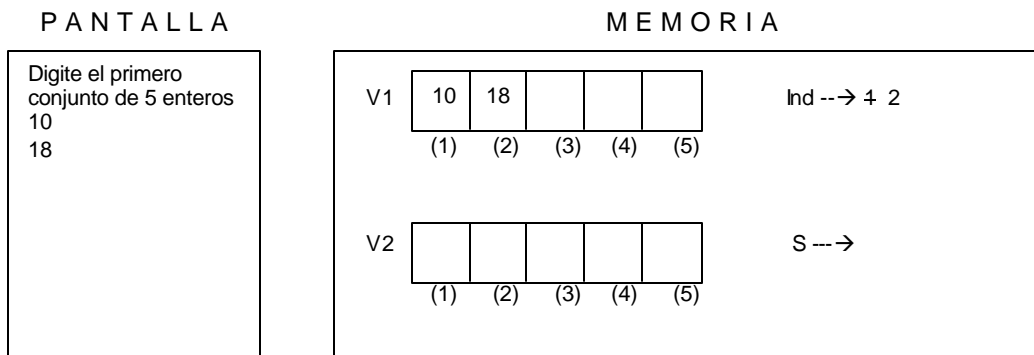 P A N T A L L A
M E M O R I A
Digite el primero
conjunto de 5 enteros
10
18
V1 10 18 Ind --→ 1 2
(1) (2) (3) (4) (5)
V2 S ---→
(1) (2) (3) (4) (5)